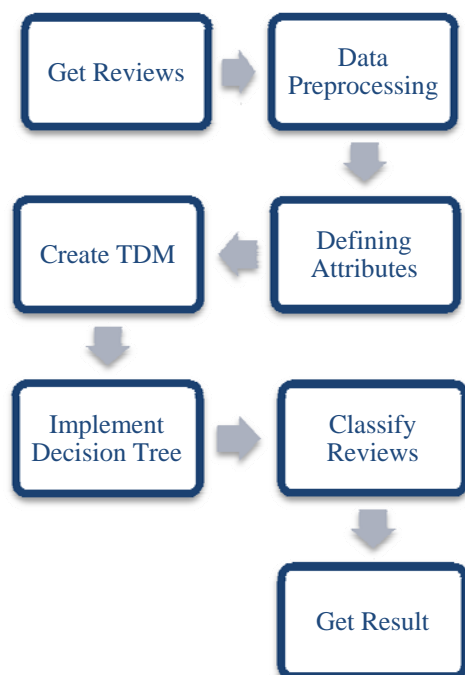 Get Reviews
Data
Preprocessing
Defining
Attributes
Create TDM
Implement
Decision Tree
Classify
Reviews
Get Result